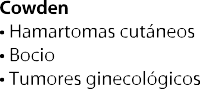 Cowden
• Hamartomas cutáneos
• Bocio
• Tumores ginecológicos